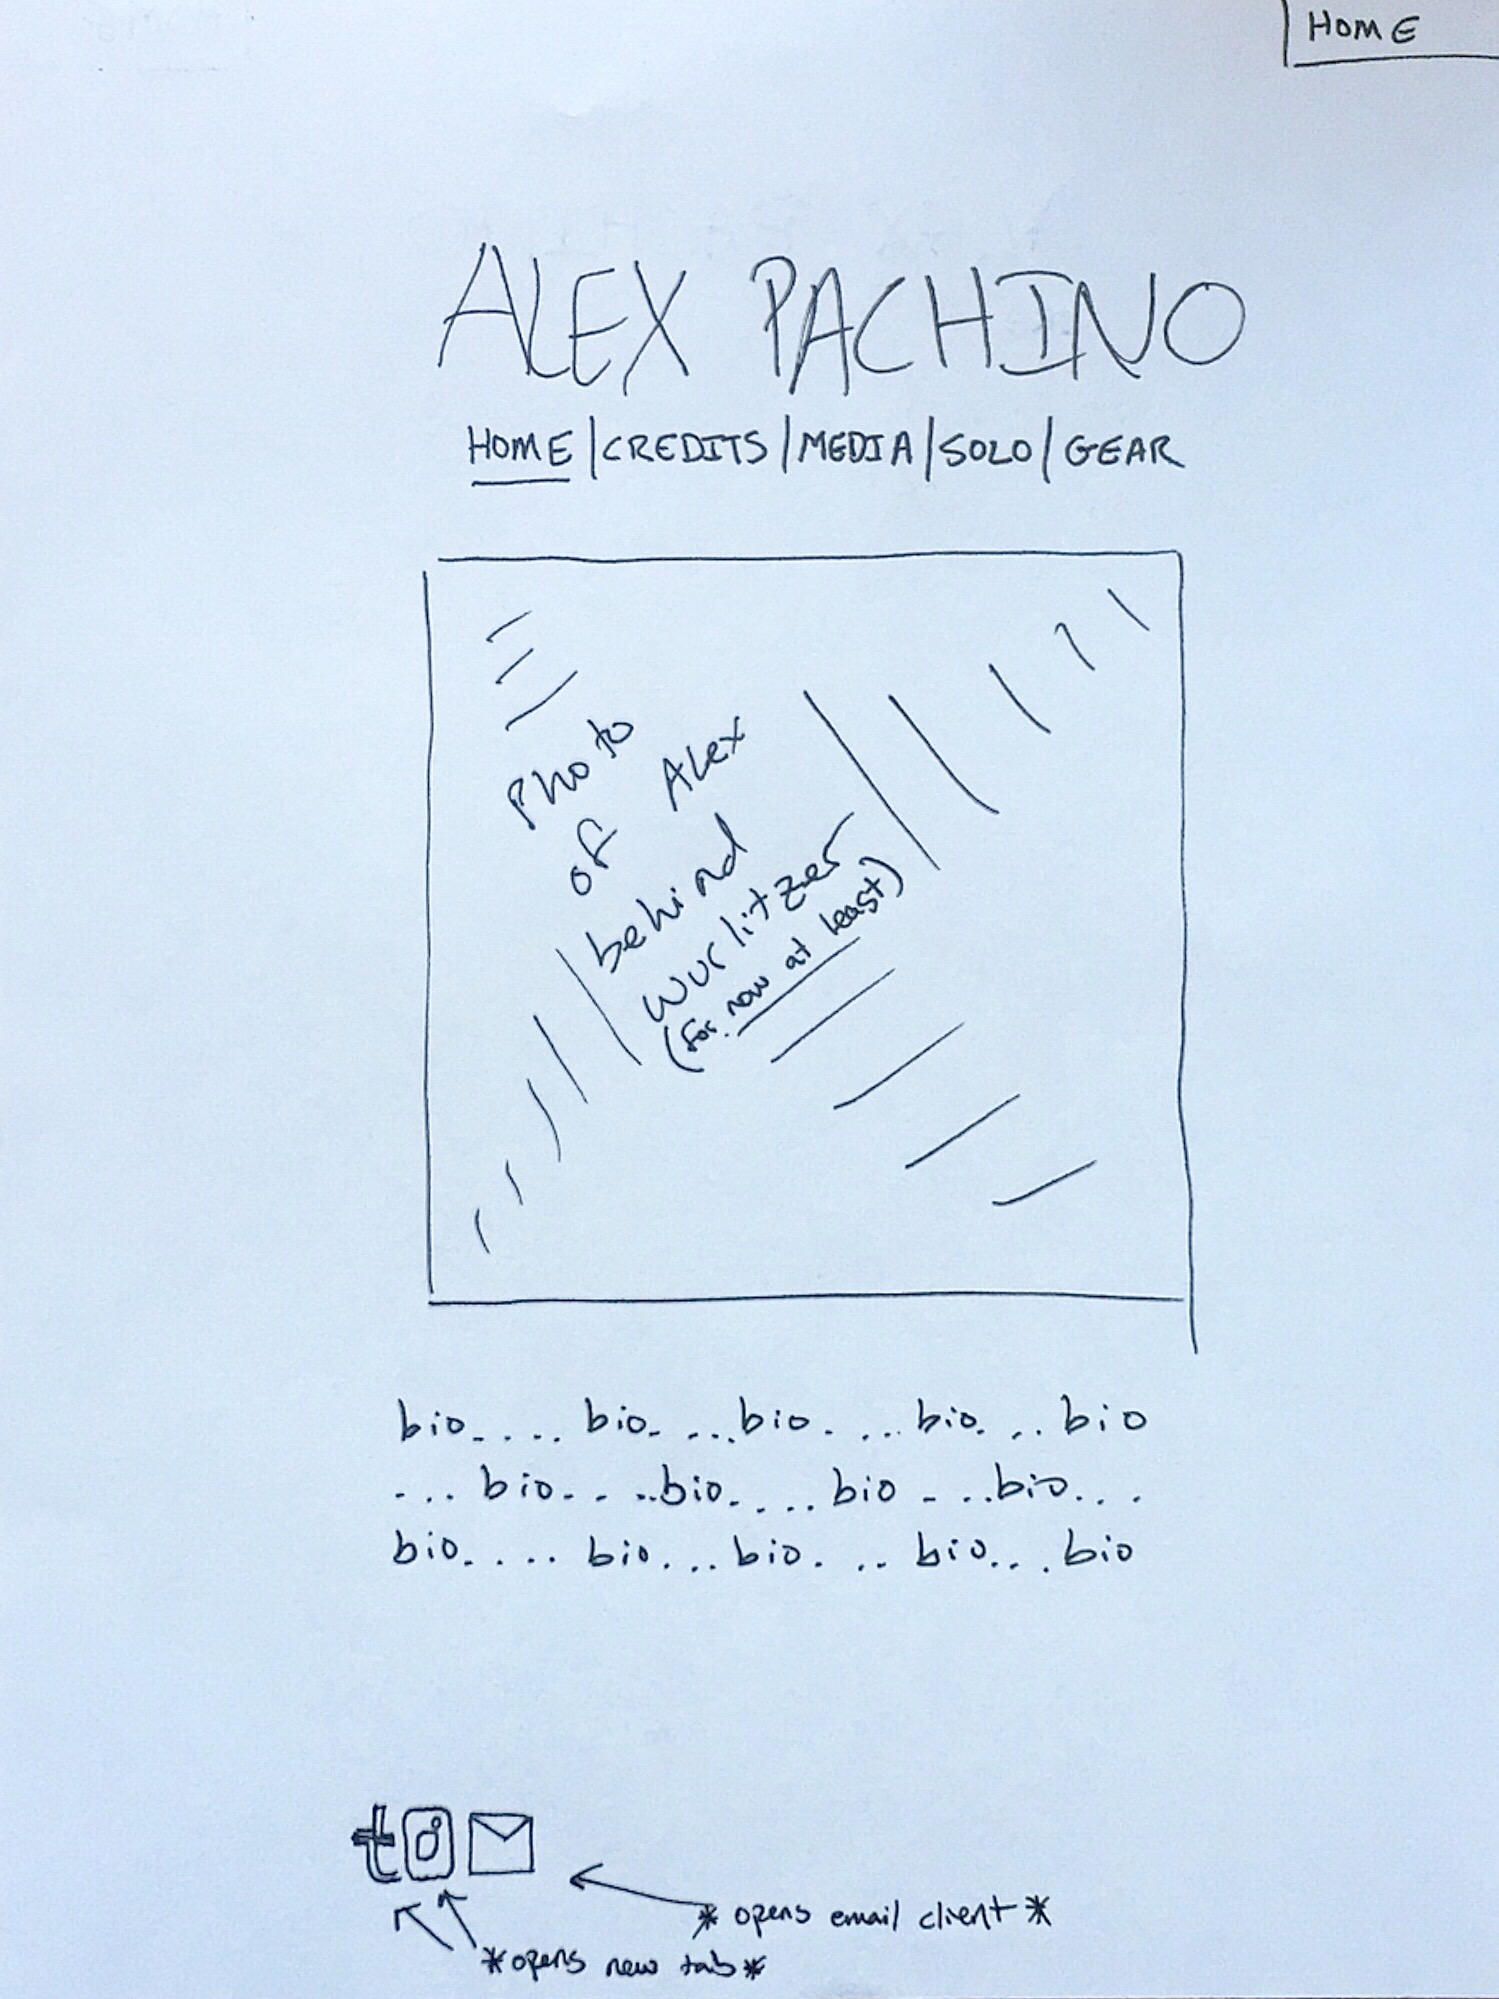 HOME
ALEX PACHINO
HOME | CREDITS | MEDIA | SOLO | GEAR
Photo
of Alex
behind
Wurlitzer
(for now at least)
bio..... bio. ...bio. ... bio. .. bio
... bio. . ...bio. ... bio . ..bio...
bio. .... bio... bio. .. bio... bio
t
*opens email client*
*opens new tab*